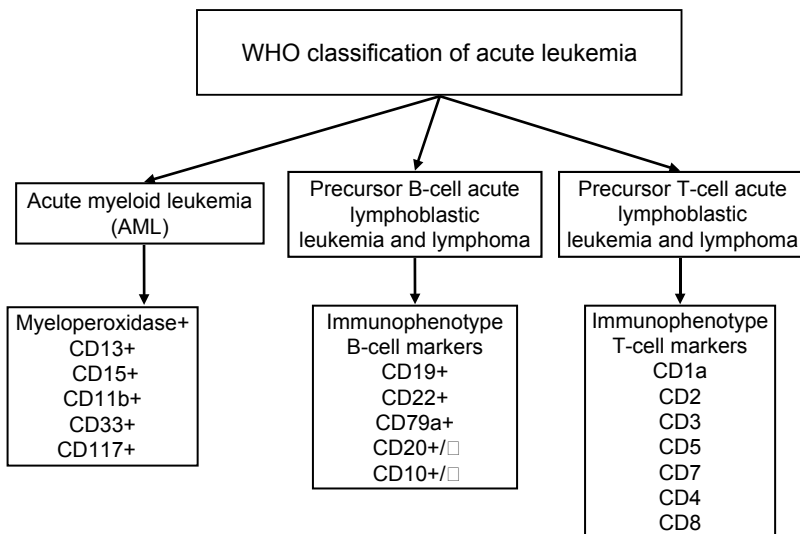 WHO classification of acute leukemia
Acute myeloid leukemia
(AML)
Precursor B-cell acute
lymphoblastic
leukemia and lymphoma
Precursor T-cell acute
lymphoblastic
leukemia and lymphoma
Myeloperoxidase+
CD13+
CD15+
CD11b+
CD33+
CD117+
Immunophenotype
B-cell markers
CD19+
CD22+
CD79a+
CD20+/□
CD10+/□
Immunophenotype
T-cell markers
CD1a
CD2
CD3
CD5
CD7
CD4
CD8